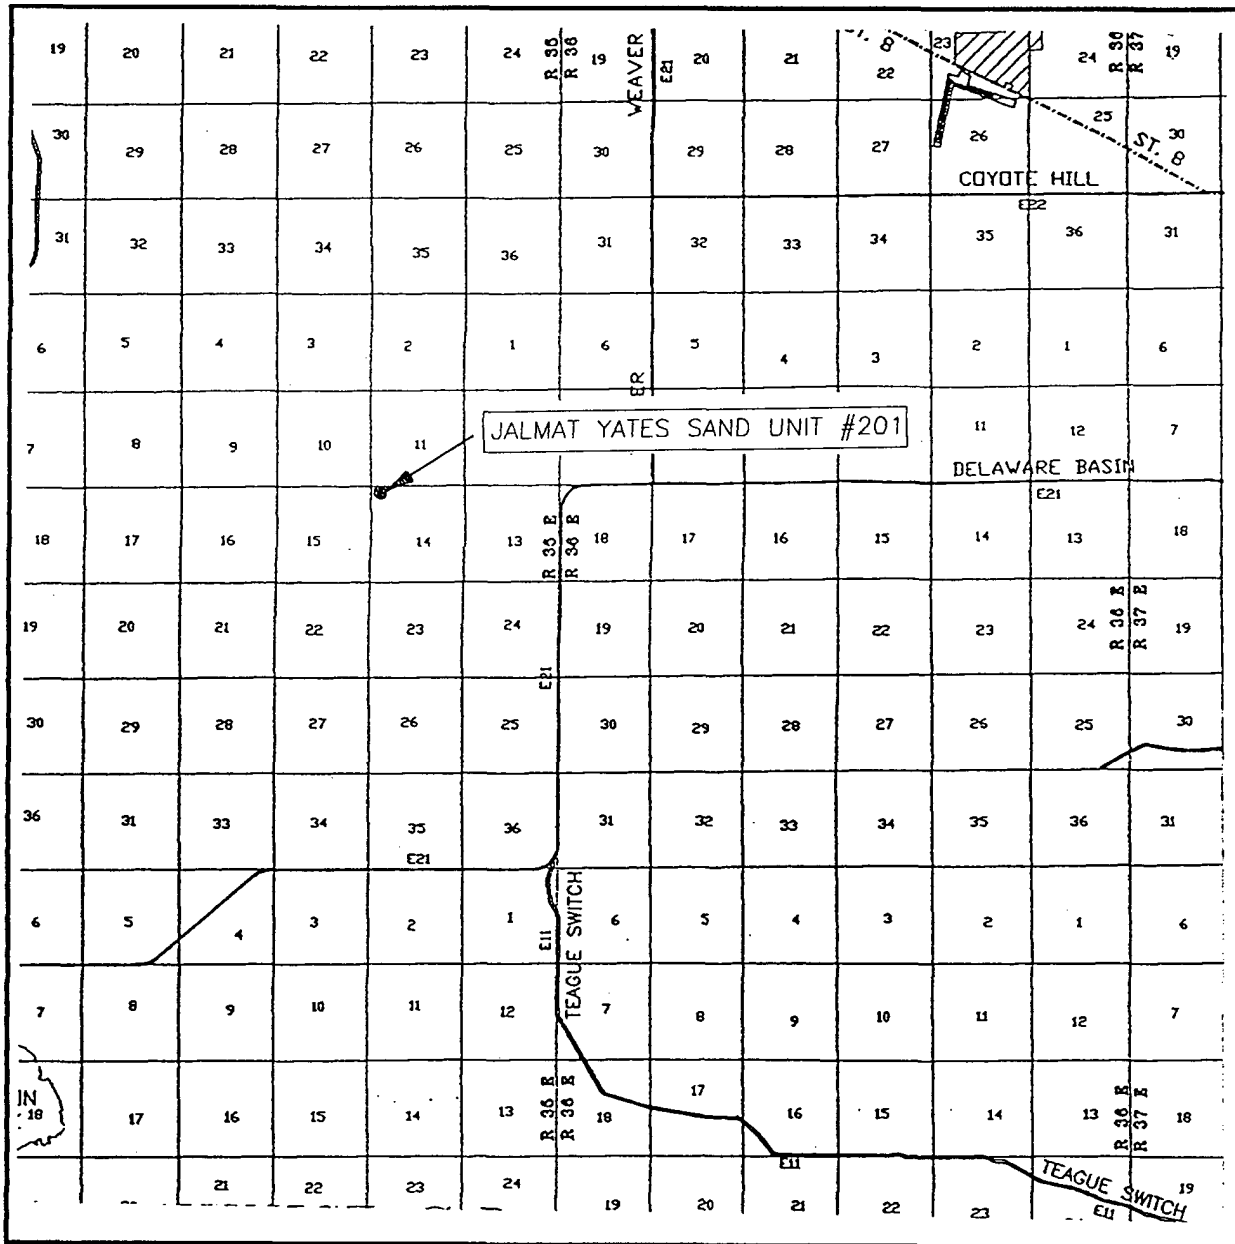 19 20 21 22 23 24 R 35 R 36 19 WEAVER E21 20 21 22 ST. 8 23 24 R 36 R 37 19
30 29 28 27 26 25 30 29 28 27 26 25 ST. 8 30
COYOTE HILL
E22
31 32 33 34 35 36 31 32 33 34 35 36 31
6 5 4 3 2 1 6 5 4 3 2 1 6
ER
7 8 9 10 11 JALMAT YATES SAND UNIT #201 11 12 7
DELAWARE BASIN
E21
18 17 16 15 14 13 R 35 E R 36 E 18 17 16 15 14 13 18
19 20 21 22 23 24 19 20 21 22 23 24 R 36 E R 37 E 19
E21
30 29 28 27 26 25 30 29 28 27 26 25 30
36 31 33 34 35 36 31 32 33 34 35 36 31
E21
6 5 4 3 2 1 E11 TEAGUE SWITCH 6 5 4 3 2 1 6
7 8 9 10 11 12 7 8 9 10 11 12 7
IN
18 17 16 15 14 13 R 36 E R 36 E 18 17 16 15 14 13 R 36 E R 37 E 18
E11
TEAGUE SWITCH
E11
21 22 23 24 19 20 21 22 23 19